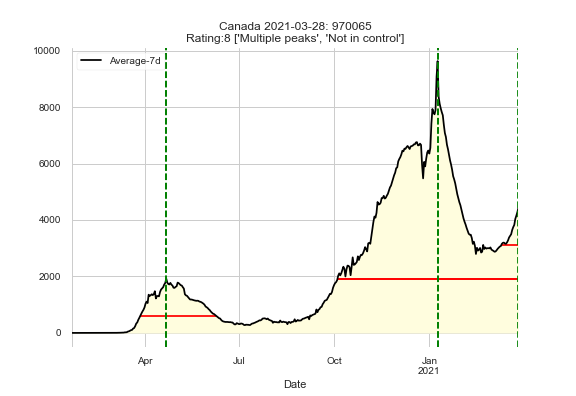 Canada 2021-03-28: 970065
Rating:8 ['Multiple peaks', 'Not in control']
Average-7d
10000
8000
6000
4000
2000
0
Apr
Jul
Oct
Jan
2021
Date